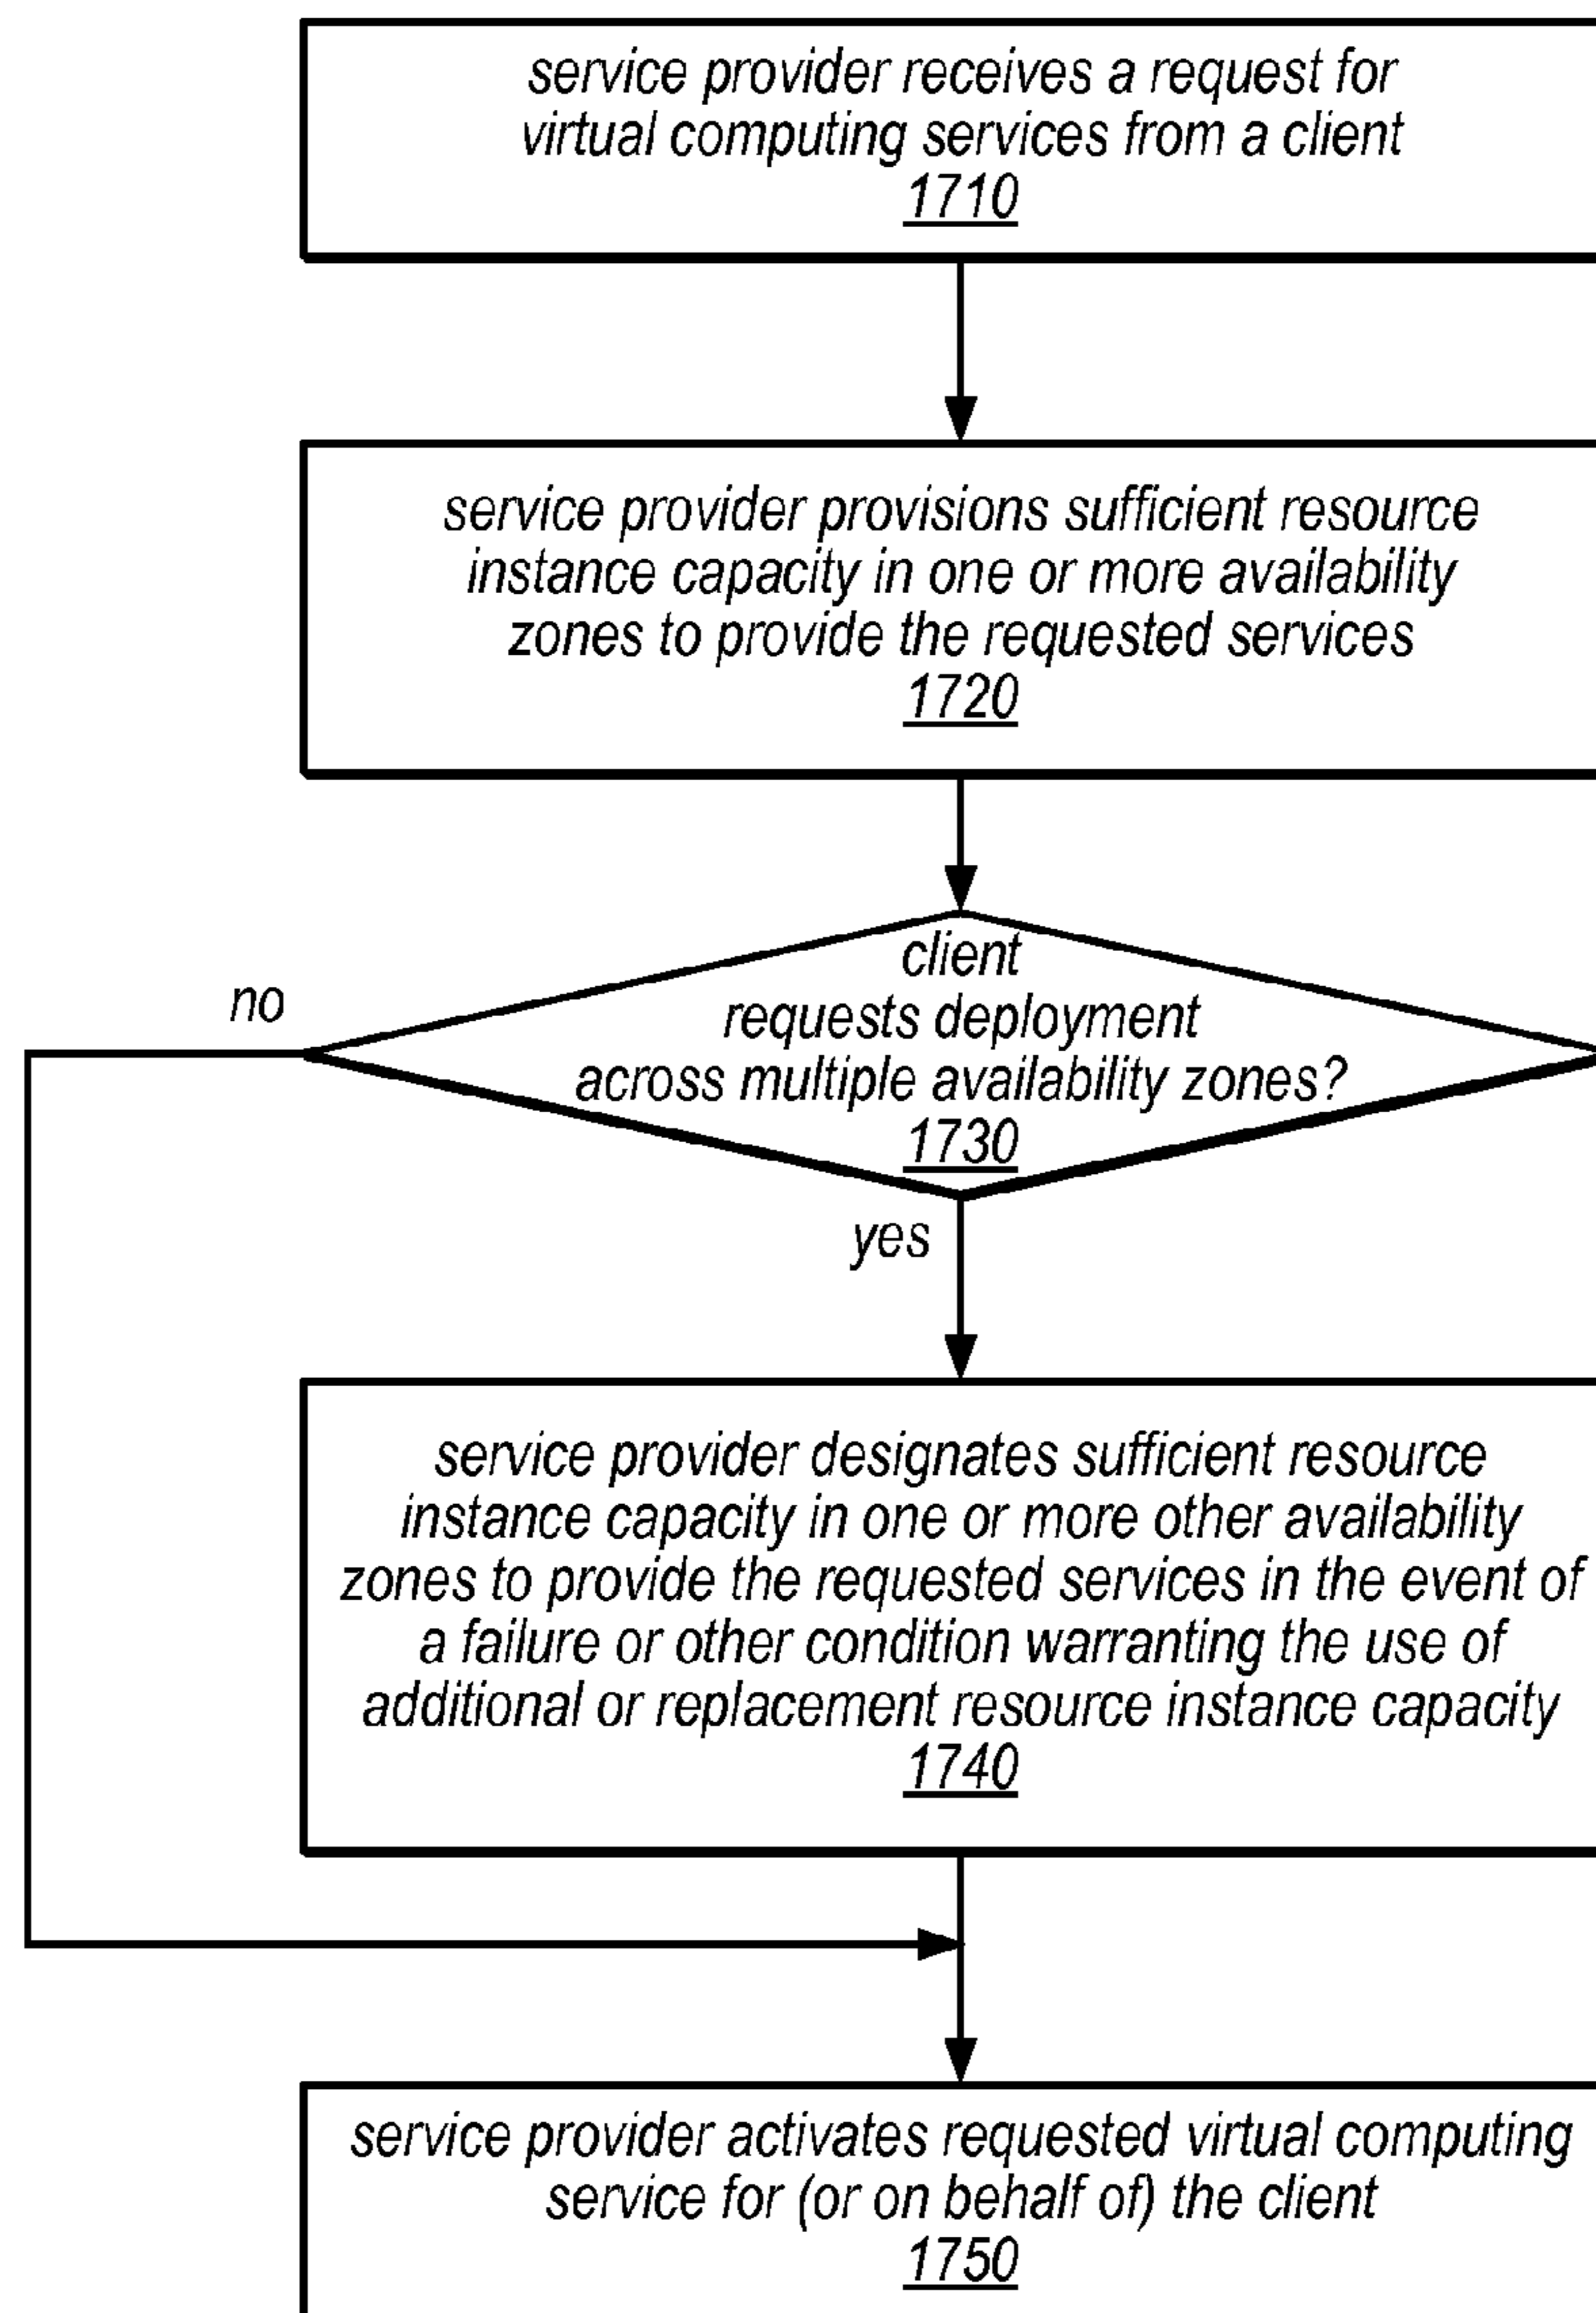 service provider receives a request for
virtual computing services from a client
1710
service provider provisions sufficient resource
instance capacity in one or more availability
zones to provide the requested services
1720
client
requests deployment
across multiple availability zones?
1730
no
yes
service provider designates sufficient resource
instance capacity in one or more other availability
zones to provide the requested services in the event of
a failure or other condition warranting the use of
additional or replacement resource instance capacity
1740
service provider activates requested virtual computing
service for (or on behalf of) the client
1750